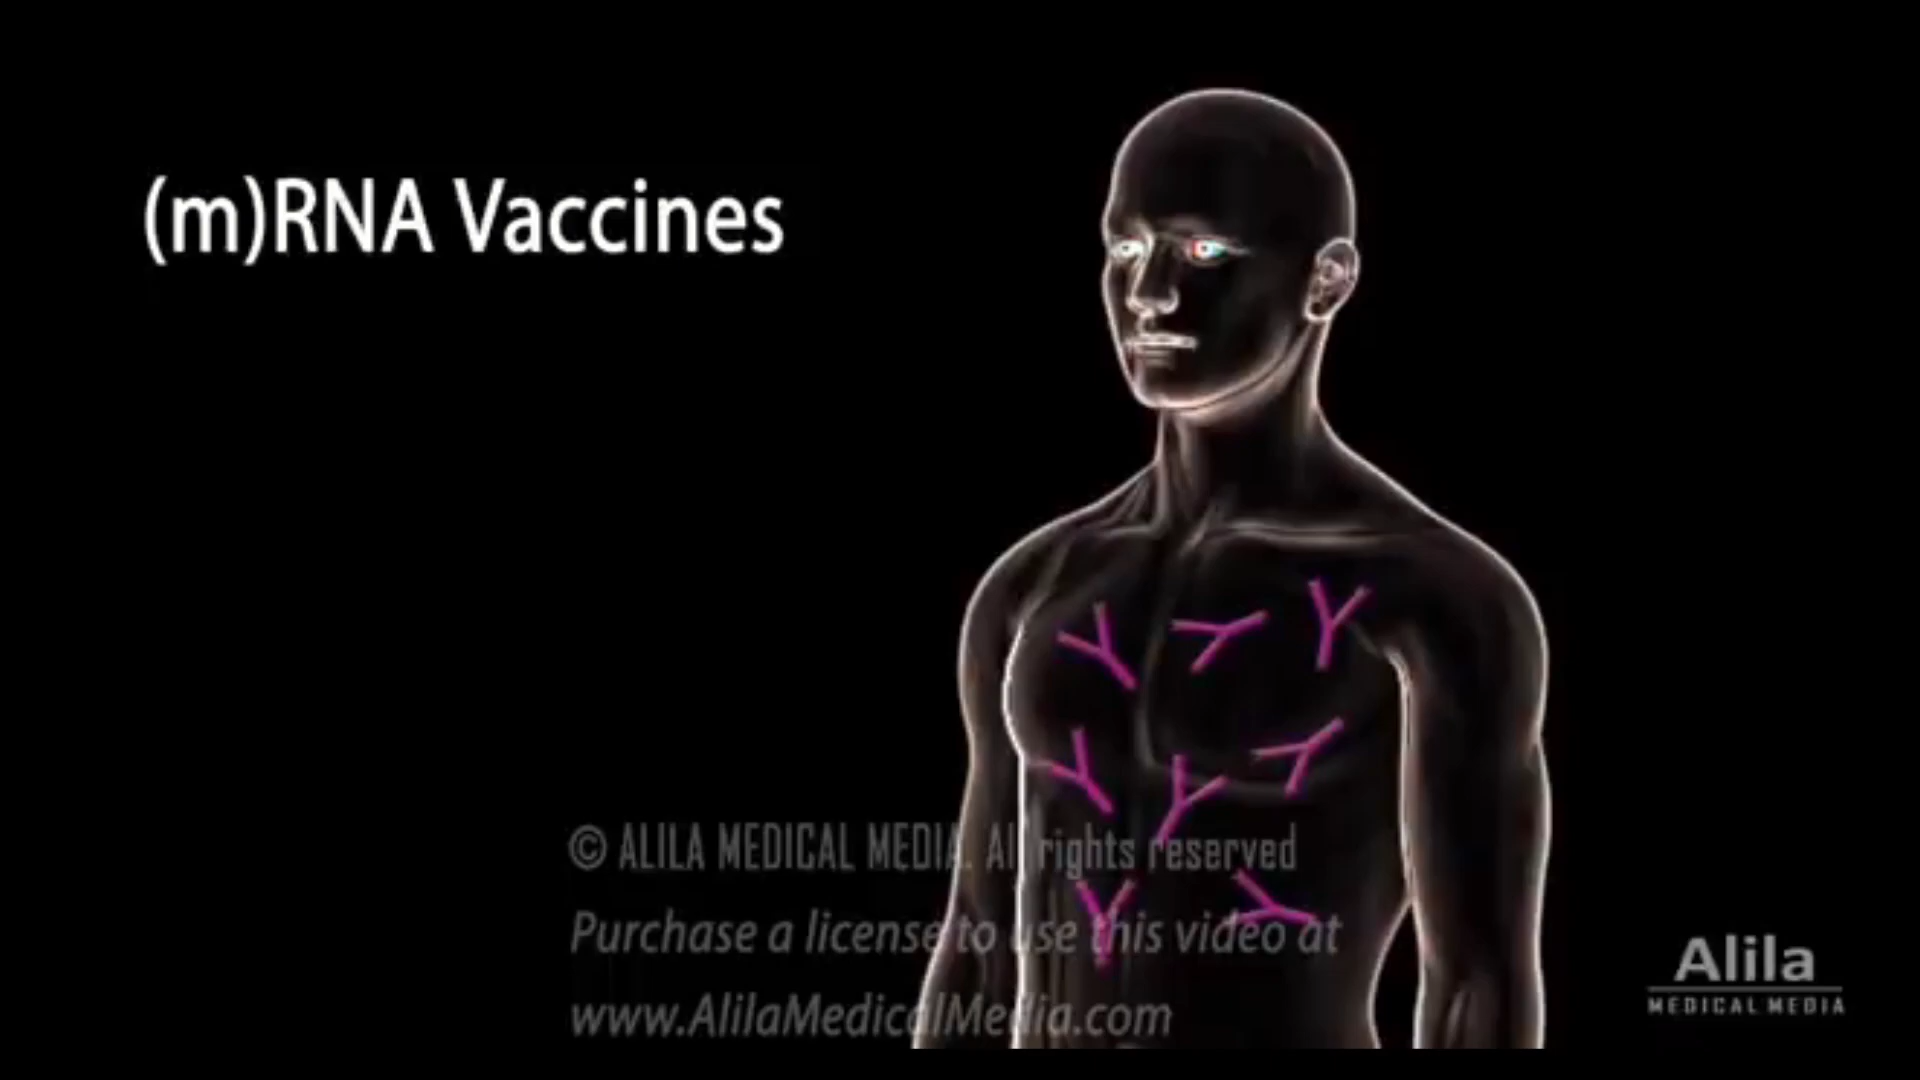 (m)RNA Vaccines
© ALILA MEDICAL MEDIA. All rights reserved
Purchase a license to use this video at
www.AlilaMedicalMedia.com
Alila
MEDICAL MEDIA